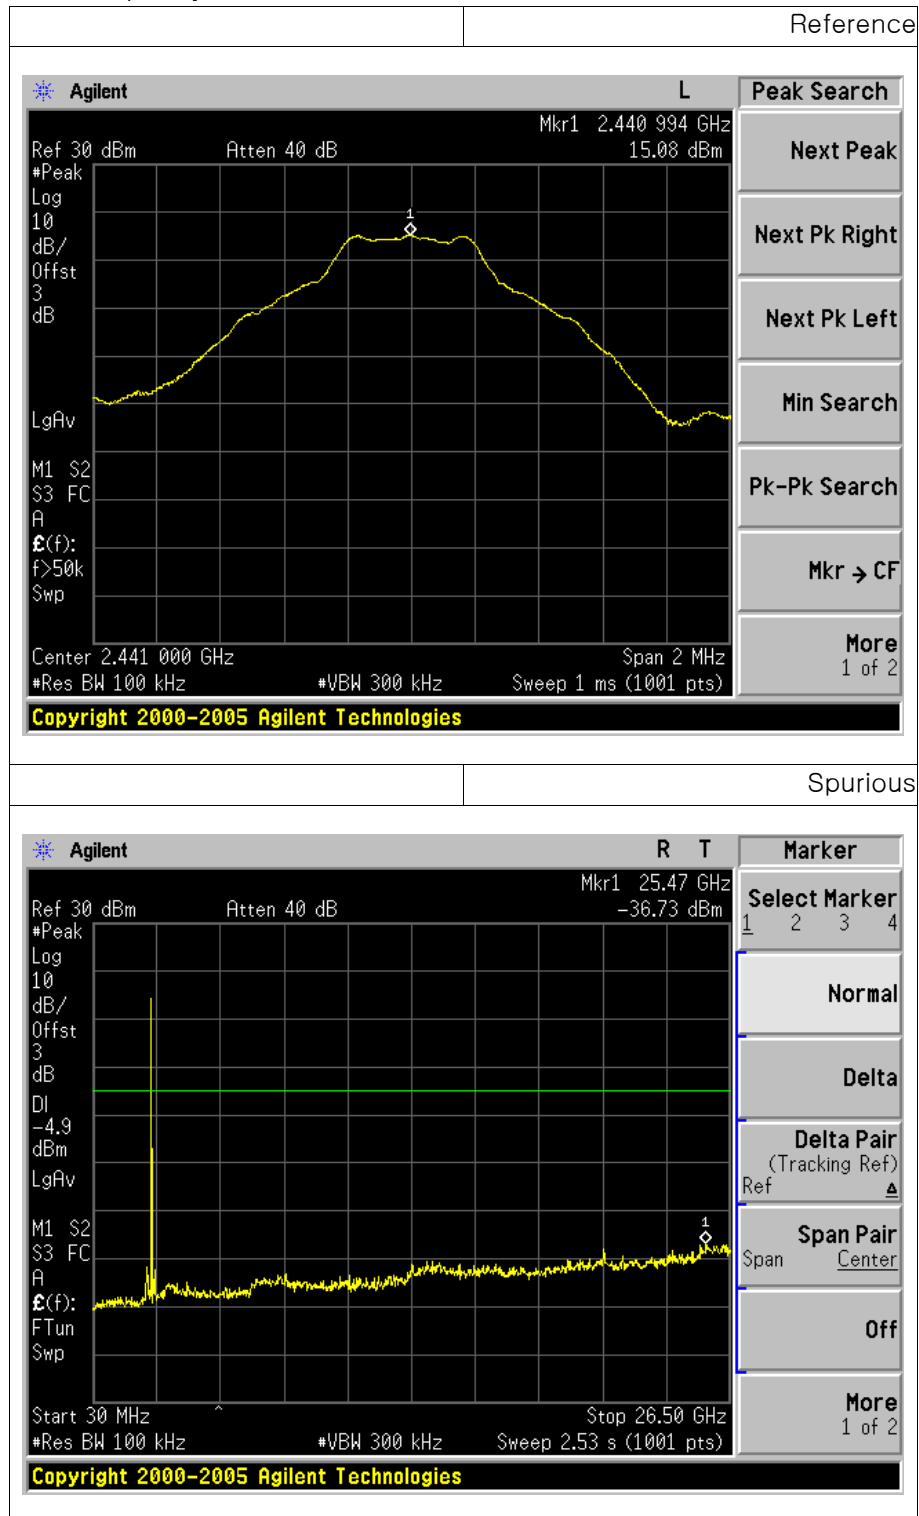 Reference
Agilent L Peak Search
Mkr1 2.440 994 GHz
Ref 30 dBm Atten 40 dB 15.08 dBm
#Peak
Log
10
dB/
Offst
3
dB
LgAv
M1 S2
S3 FC
A
£(f):
f>50k
Swp
1
Center 2.441 000 GHz Span 2 MHz
#Res BW 100 kHz #VBW 300 kHz Sweep 1 ms (1001 pts)
Copyright 2000-2005 Agilent Technologies
Next Peak
Next Pk Right
Next Pk Left
Min Search
Pk-Pk Search
Mkr → CF
More
1 of 2
Spurious
Agilent R T Marker
Mkr1 25.47 GHz
Ref 30 dBm Atten 40 dB -36.73 dBm
#Peak
Log
10
dB/
Offst
3
dB
DI
-4.9
dBm
LgAv
M1 S2
S3 FC
A
£(f):
FTun
Swp
1
Start 30 MHz ^ Stop 26.50 GHz
#Res BW 100 kHz #VBW 300 kHz Sweep 2.53 s (1001 pts)
Copyright 2000-2005 Agilent Technologies
Select Marker
1 2 3 4
Normal
Delta
Delta Pair
(Tracking Ref)
Ref Δ
Span Pair
Span Center
Off
More
1 of 2